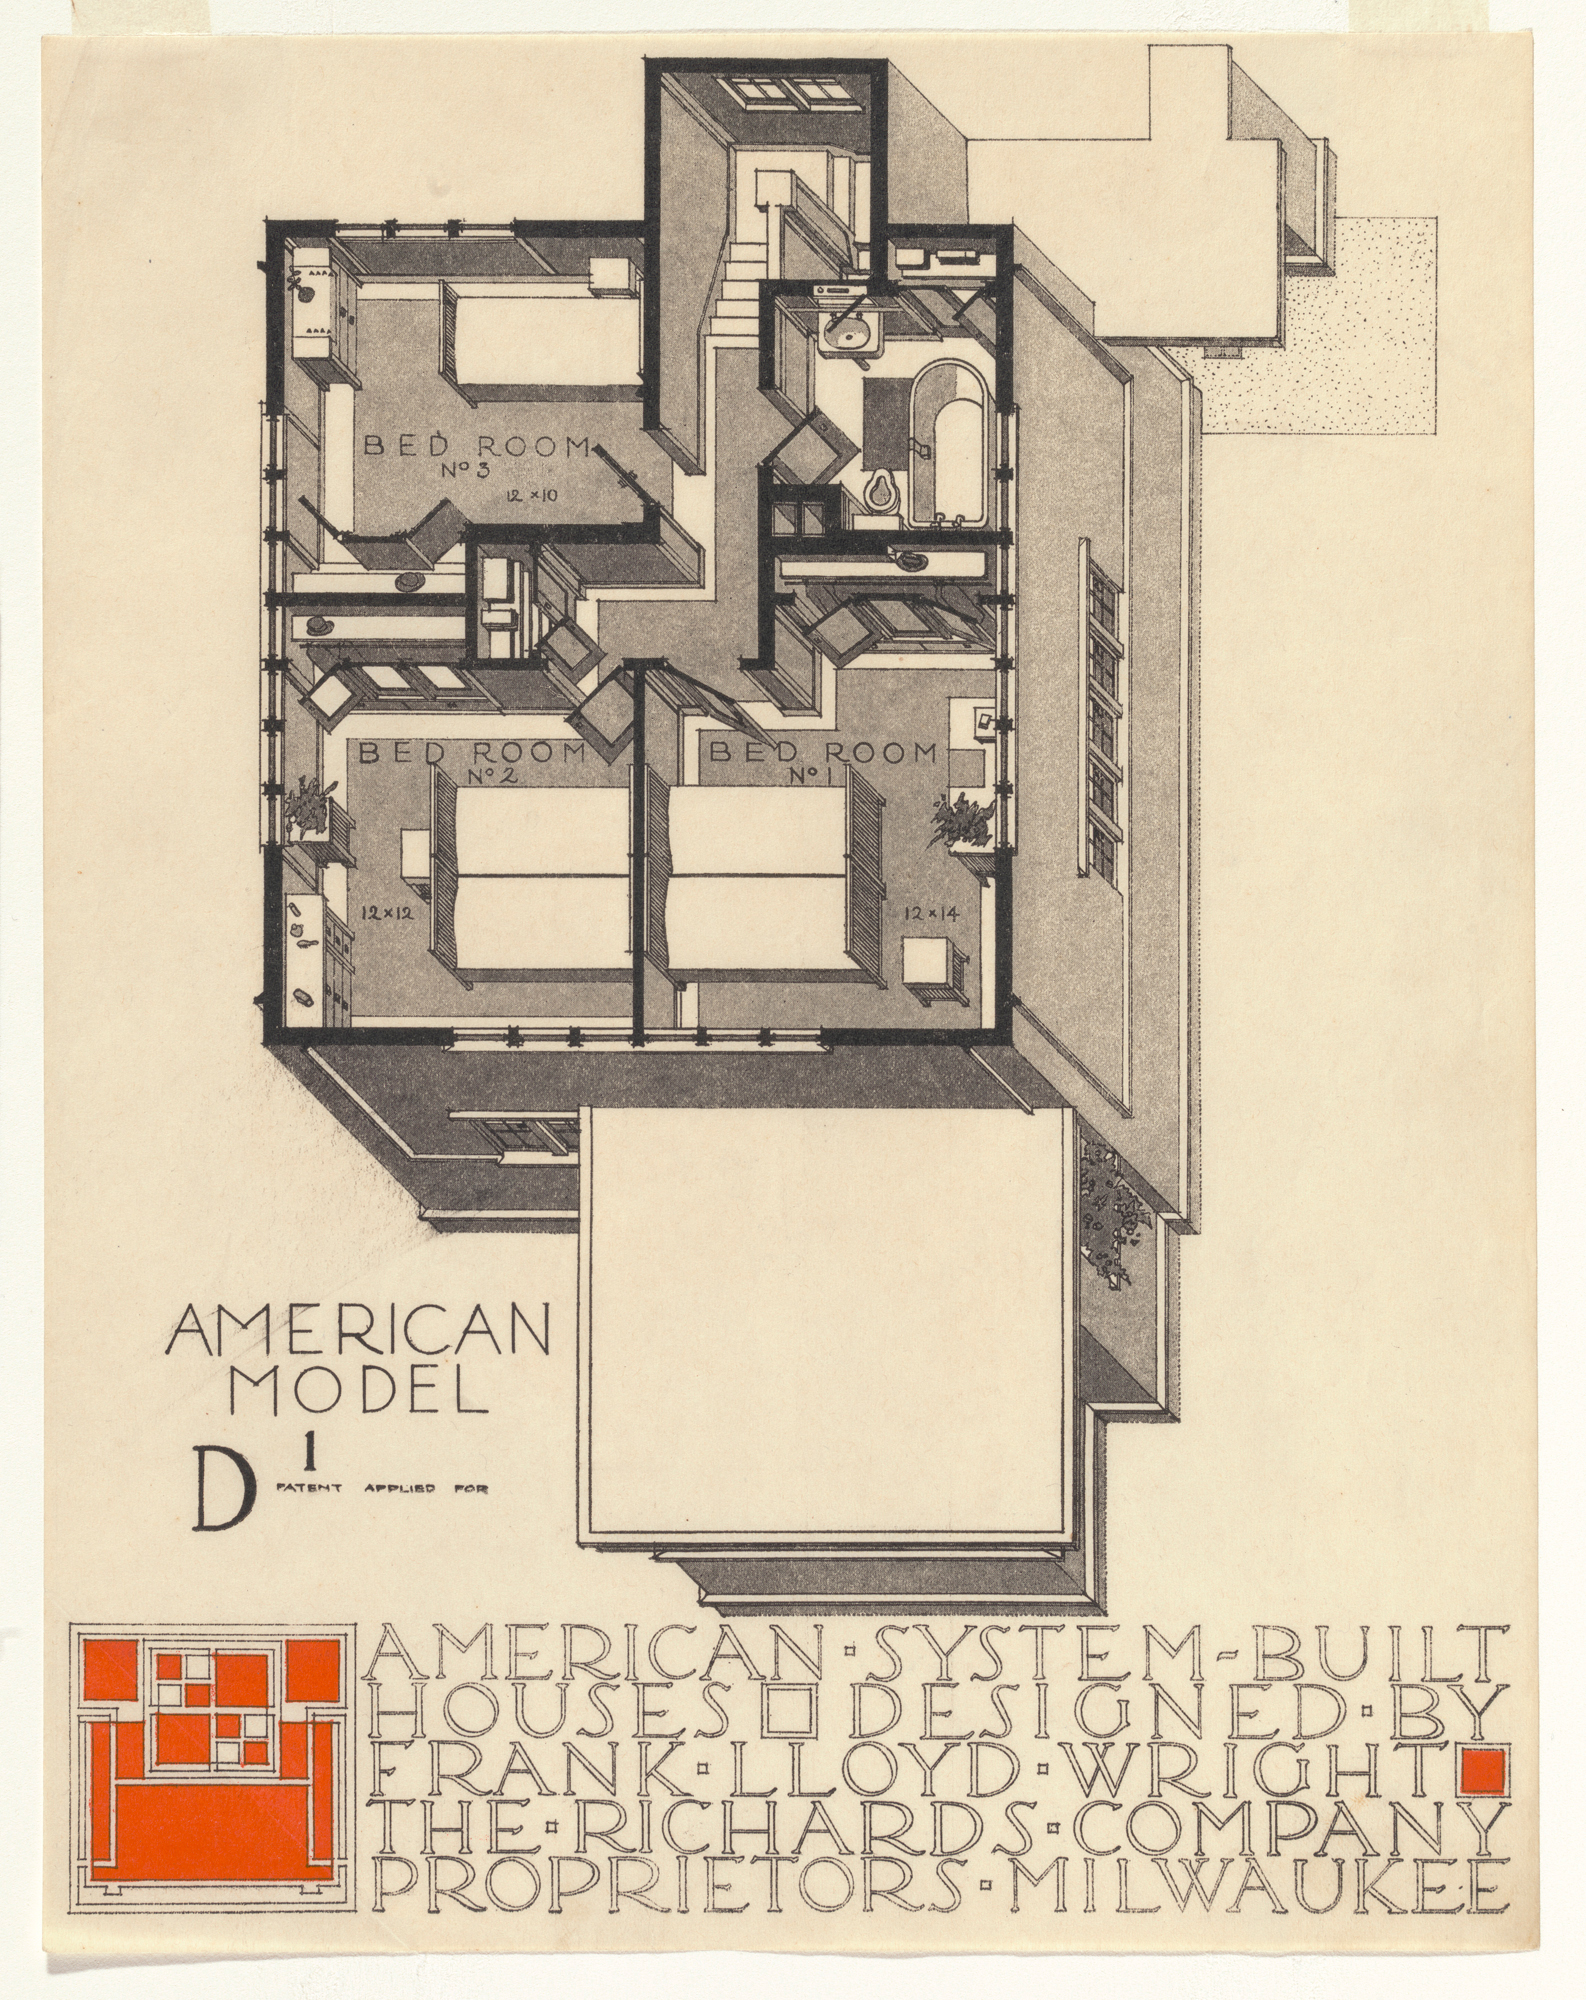 BED ROOM
Nº 3
12 × 10
BED ROOM
Nº 2
BED ROOM
Nº 1
12 × 12
12 × 14
AMERICAN
MODEL
D 1
PATENT APPLIED FOR
AMERICAN · SYSTEM-BUILT
HOUSES □ DESIGNED · BY
FRANK · LLOYD · WRIGHT
THE · RICHARDS · COMPANY
PROPRIETORS · MILWAUKEE